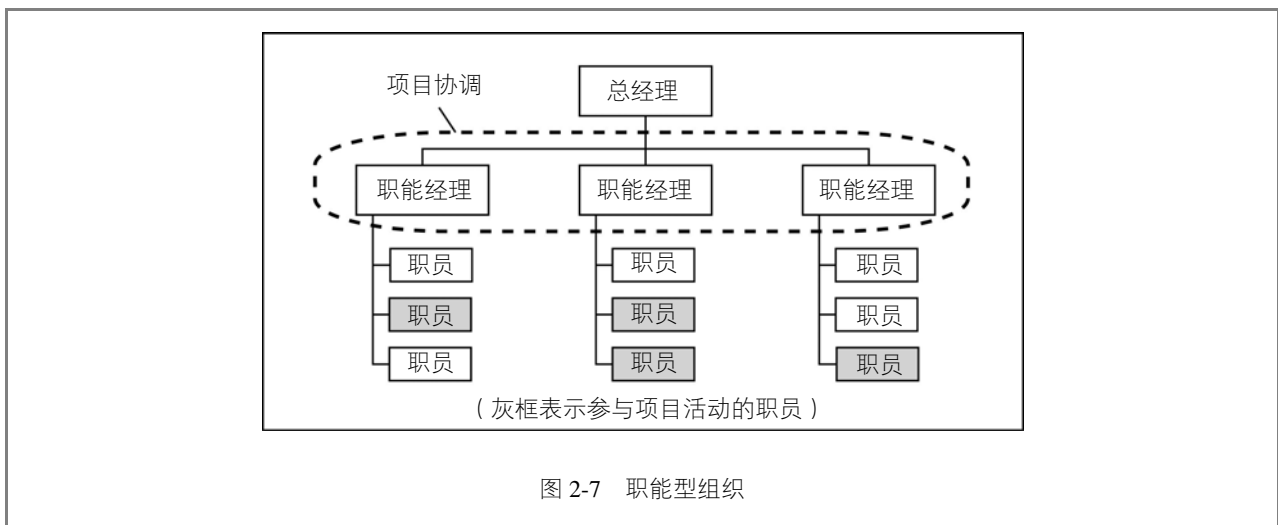 项目协调
总经理
职能经理 职能经理 职能经理
职员 职员 职员
职员 职员 职员
职员 职员 职员
（灰框表示参与项目活动的职员）
图 2-7 职能型组织